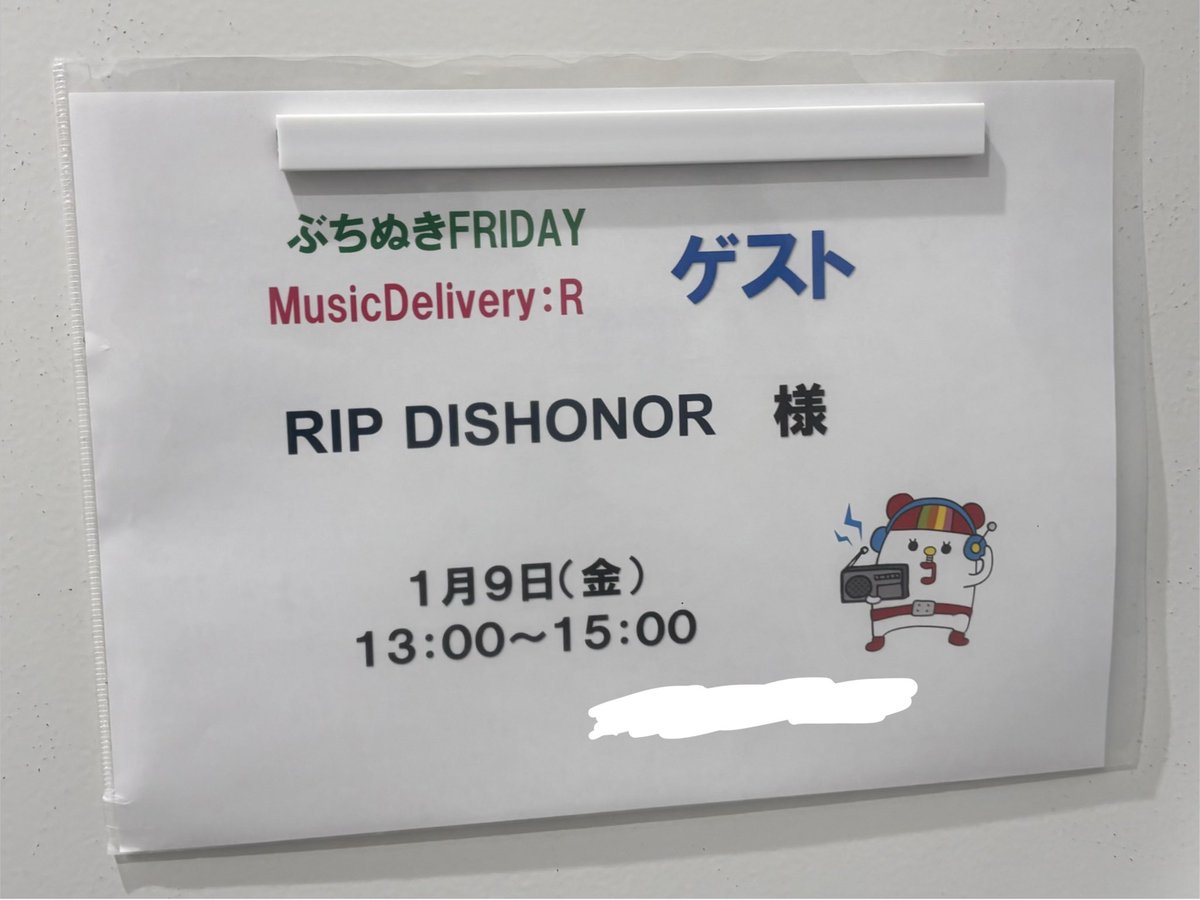 ぶちぬきFRIDAY
MusicDelivery：R
ゲスト
RIP DISHONOR 様
1月9日(金)
13：00～15：00